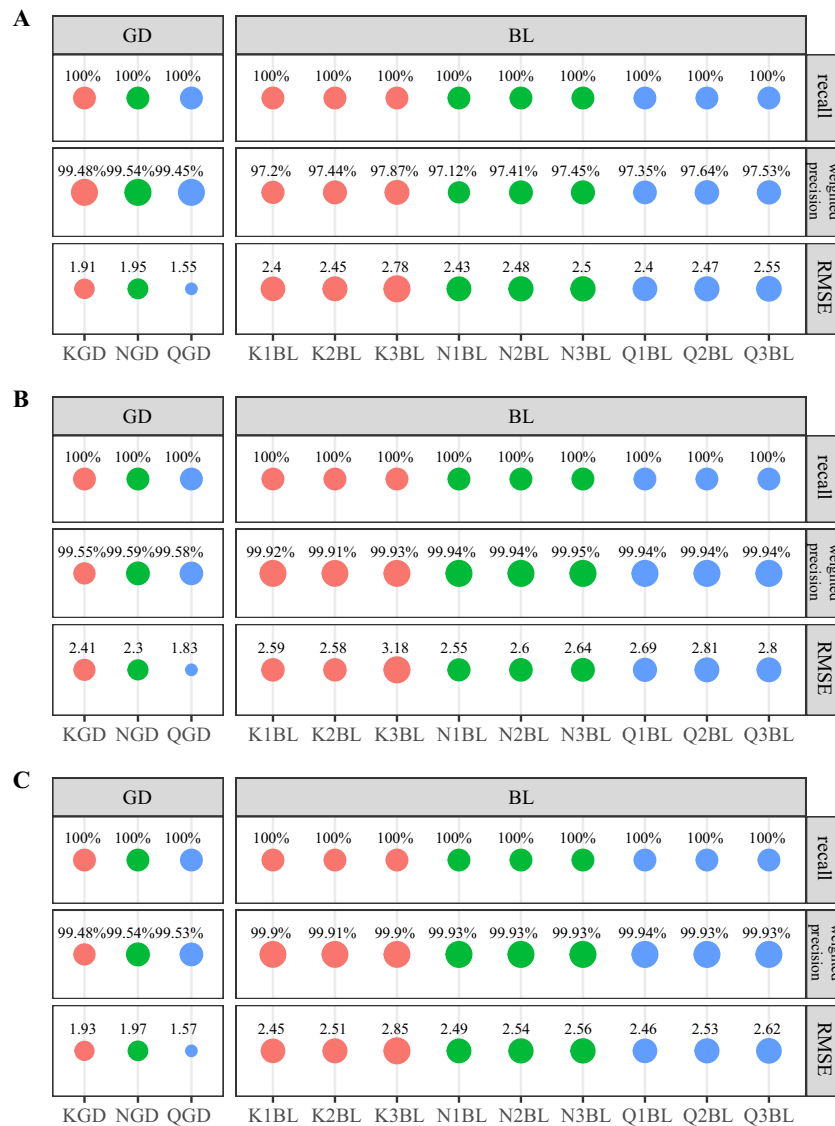 A
GD BL
100% 100% 100% 100% 100% 100% 100% 100% 100% 100% 100% 100%
recall
99.48% 99.54% 99.45% 97.2% 97.44% 97.87% 97.12% 97.41% 97.45% 97.35% 97.64% 97.53%
weighted
precision
1.91 1.95 1.55 2.4 2.45 2.78 2.43 2.48 2.5 2.4 2.47 2.55
RMSE
KGD NGD QGD K1BL K2BL K3BL N1BL N2BL N3BL Q1BL Q2BL Q3BL
B
GD BL
100% 100% 100% 100% 100% 100% 100% 100% 100% 100% 100% 100%
recall
99.55% 99.59% 99.58% 99.92% 99.91% 99.93% 99.94% 99.94% 99.95% 99.94% 99.94% 99.94%
weighted
precision
2.41 2.3 1.83 2.59 2.58 3.18 2.55 2.6 2.64 2.69 2.81 2.8
RMSE
KGD NGD QGD K1BL K2BL K3BL N1BL N2BL N3BL Q1BL Q2BL Q3BL
C
GD BL
100% 100% 100% 100% 100% 100% 100% 100% 100% 100% 100% 100%
recall
99.48% 99.54% 99.53% 99.9% 99.91% 99.9% 99.93% 99.93% 99.93% 99.94% 99.93% 99.93%
weighted
precision
1.93 1.97 1.57 2.45 2.51 2.85 2.49 2.54 2.56 2.46 2.53 2.62
RMSE
KGD NGD QGD K1BL K2BL K3BL N1BL N2BL N3BL Q1BL Q2BL Q3BL